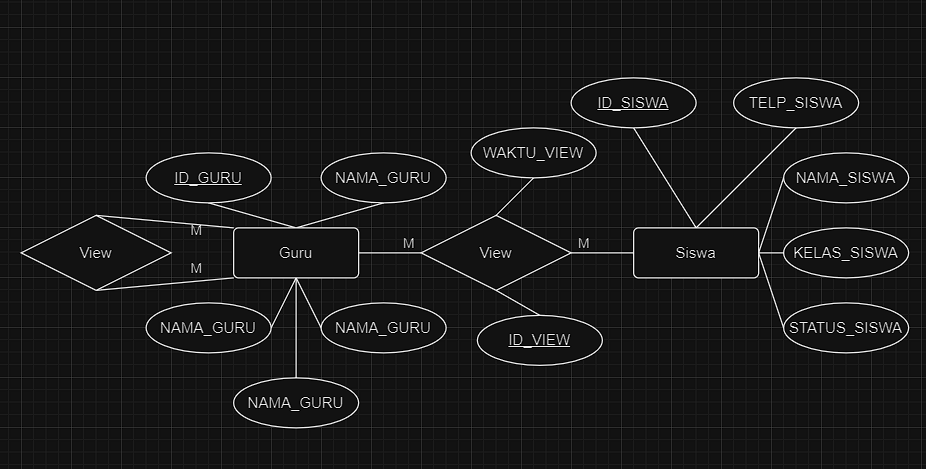 ID_SISWA
TELP_SISWA
WAKTU_VIEW
ID_GURU
NAMA_GURU
NAMA_SISWA
M
View
Guru
M
View
M
Siswa
KELAS_SISWA
M
NAMA_GURU
NAMA_GURU
ID_VIEW
STATUS_SISWA
NAMA_GURU